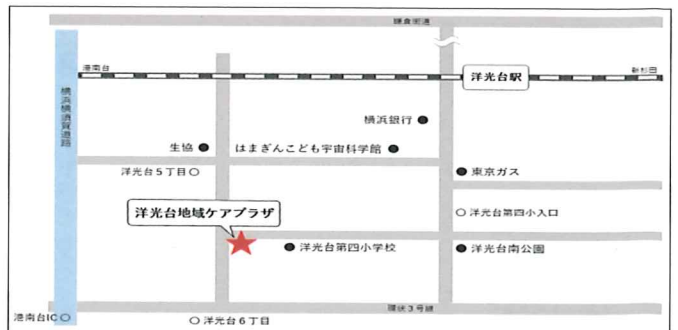 鎌倉街道
港南台
洋光台駅
新杉田
横浜横須賀道路
横浜銀行
生協
はまぎんこども宇宙科学館
洋光台5丁目
東京ガス
洋光台地域ケアプラザ
洋光台第四小入口
洋光台第四小学校
洋光台南公園
環状3号線
港南台IC
洋光台6丁目